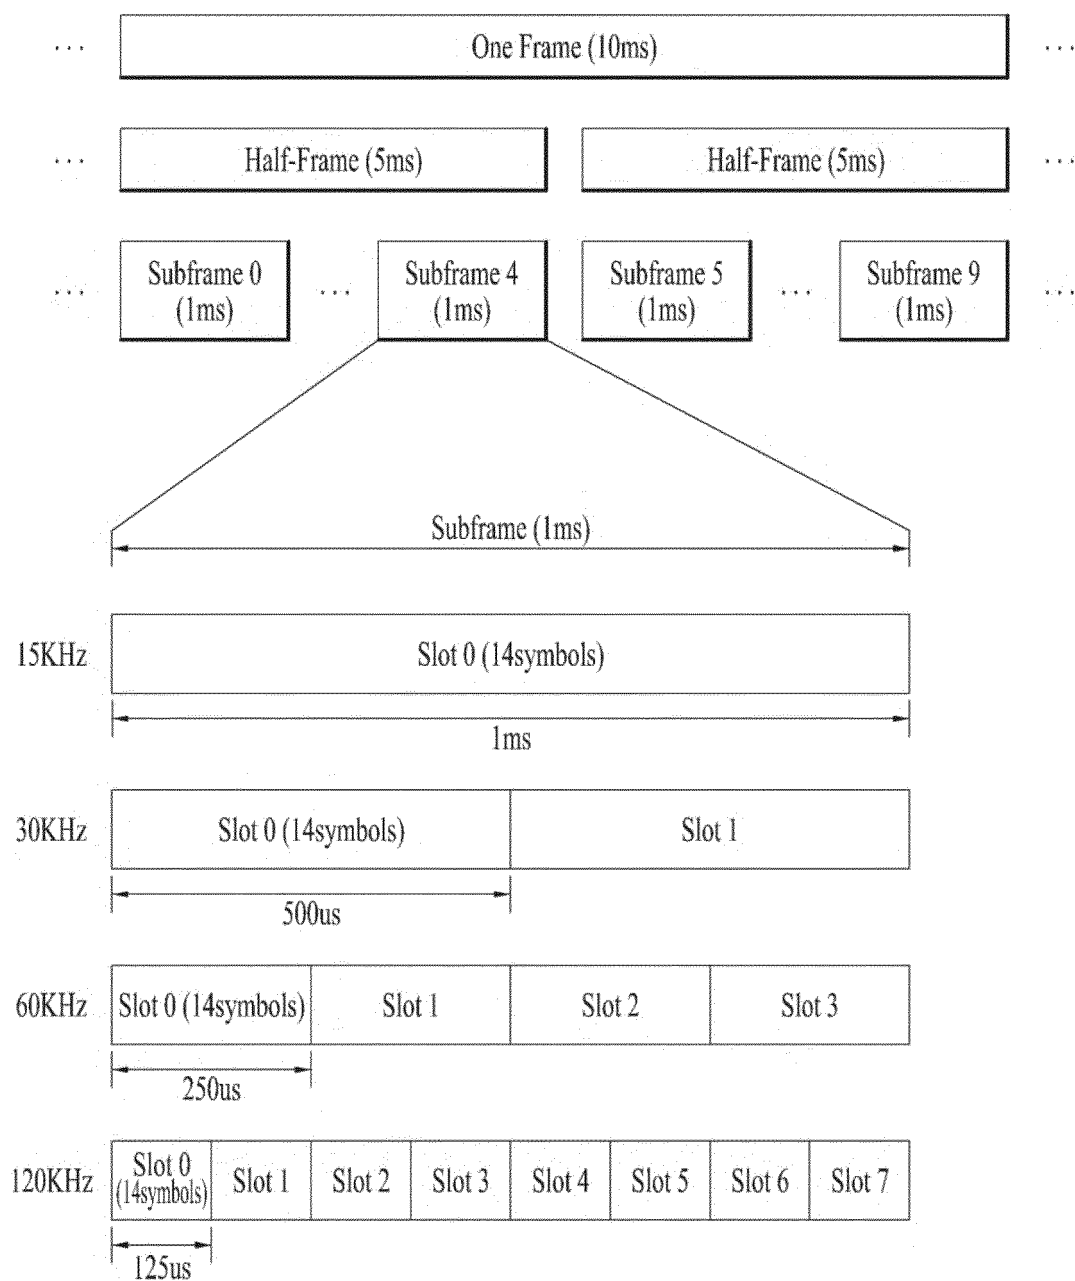 ... One Frame (10ms) ...
... Half-Frame (5ms) Half-Frame (5ms) ...
... Subframe 0 ... Subframe 4 Subframe 5 ... Subframe 9 ...
(1ms) (1ms) (1ms) (1ms)
Subframe (1ms)
15KHz Slot 0 (14symbols)
1ms
30KHz Slot 0 (14symbols) Slot 1
500us
60KHz Slot 0 (14symbols) Slot 1 Slot 2 Slot 3
250us
120KHz Slot 0 (14symbols) Slot 1 Slot 2 Slot 3 Slot 4 Slot 5 Slot 6 Slot 7
125us